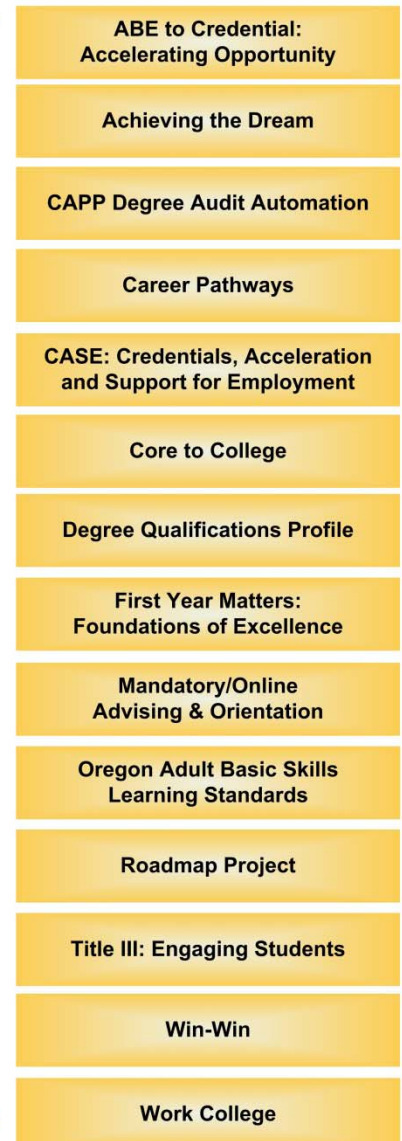 ABE to Credential:
Accelerating Opportunity
Achieving the Dream
CAPP Degree Audit Automation
Career Pathways
CASE: Credentials, Acceleration
and Support for Employment
Core to College
Degree Qualifications Profile
First Year Matters:
Foundations of Excellence
Mandatory/Online
Advising & Orientation
Oregon Adult Basic Skills
Learning Standards
Roadmap Project
Title III: Engaging Students
Win-Win
Work College